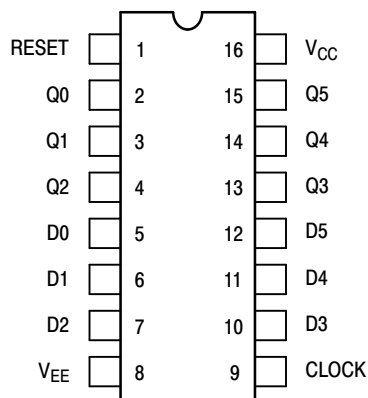 RESET 1 16 VCC
Q0 2 15 Q5
Q1 3 14 Q4
Q2 4 13 Q3
D0 5 12 D5
D1 6 11 D4
D2 7 10 D3
VEE 8 9 CLOCK